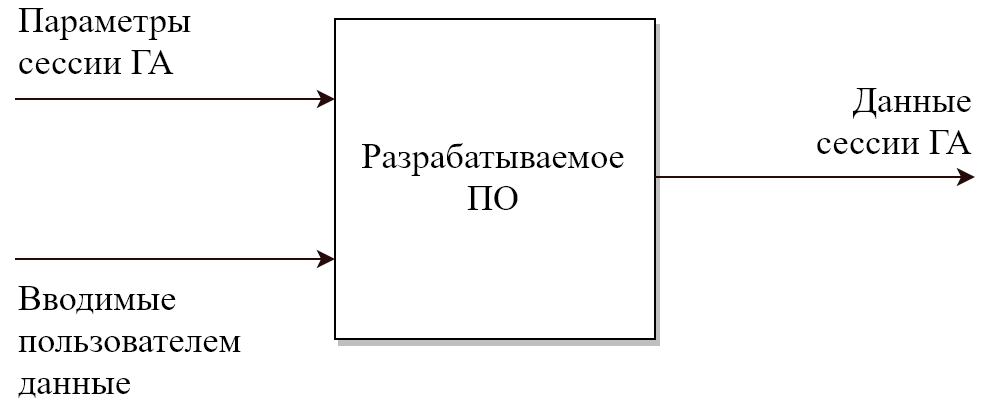 Параметры
сессии ГА
Разрабатываемое
ПО
Данные
сессии ГА
Вводимые
пользователем
данные